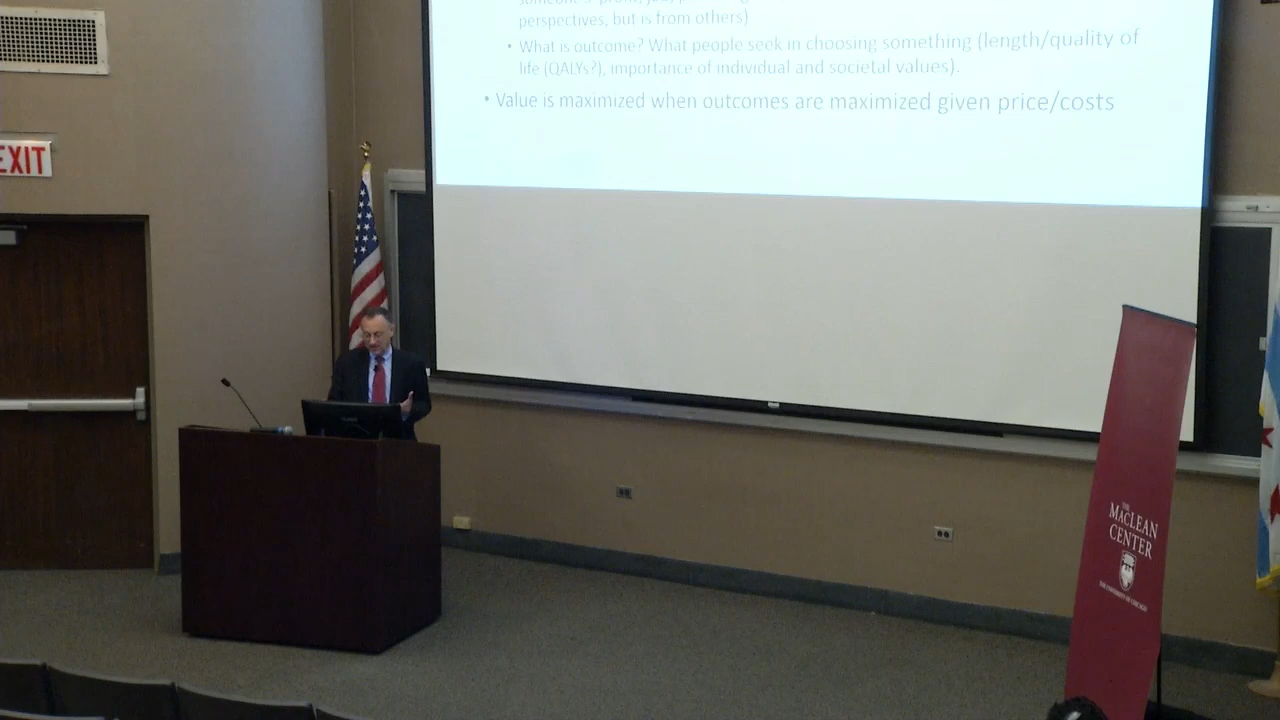 perspectives, but is from others)
• What is outcome? What people seek in choosing something (length/quality of
life (QALYs?), importance of individual and societal values).
• Value is maximized when outcomes are maximized given price/costs
EXIT
THE
MACLEAN
CENTER
THE UNIVERSITY OF CHICAGO